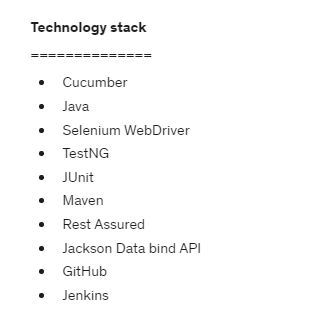 Technology stack
==============
• Cucumber
• Java
• Selenium WebDriver
• TestNG
• JUnit
• Maven
• Rest Assured
• Jackson Data bind API
• GitHub
• Jenkins